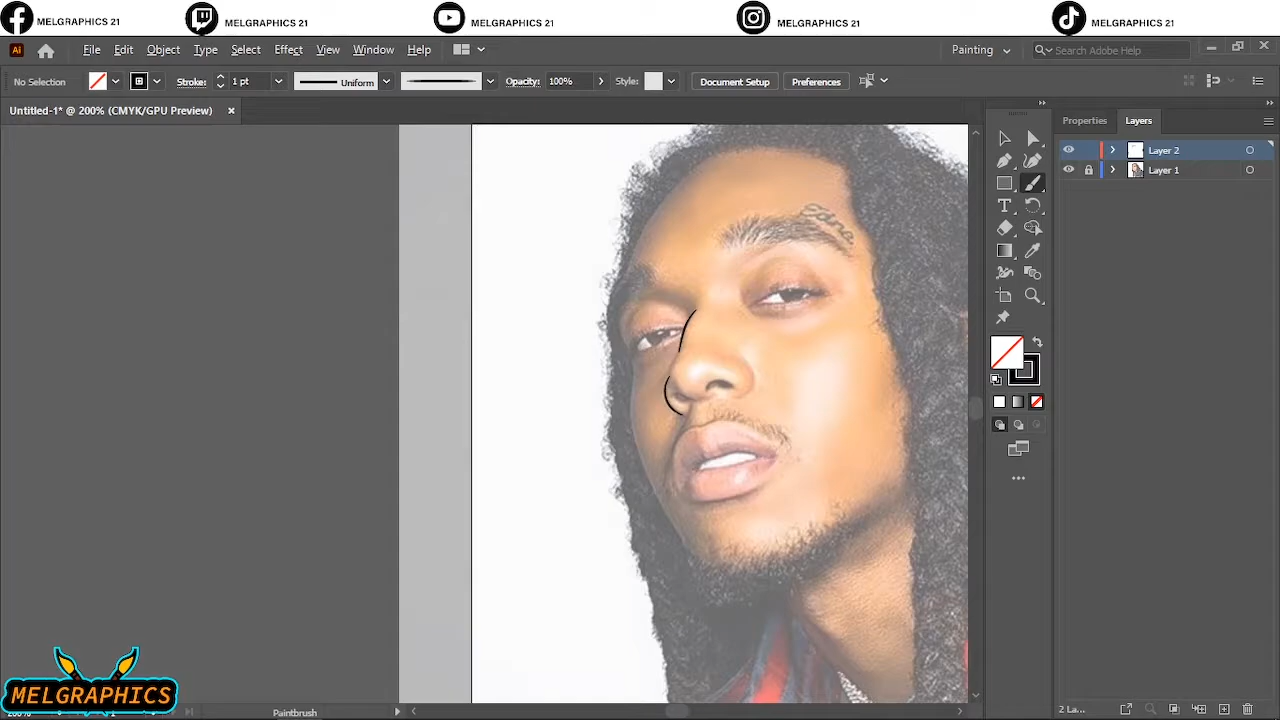 MELGRAPHICS 21 MELGRAPHICS 21 MELGRAPHICS 21 MELGRAPHICS 21 MELGRAPHICS 21
Ai File Edit Object Type Select Effect View Window Help Painting Search Adobe Help
No Selection Stroke: 1 pt Uniform Opacity: 100% Style: Document Setup Preferences
Untitled-1* @ 200% (CMYK/GPU Preview)
Properties Layers
Layer 2
Layer 1
MELGRAPHICS
Paintbrush
2 La...